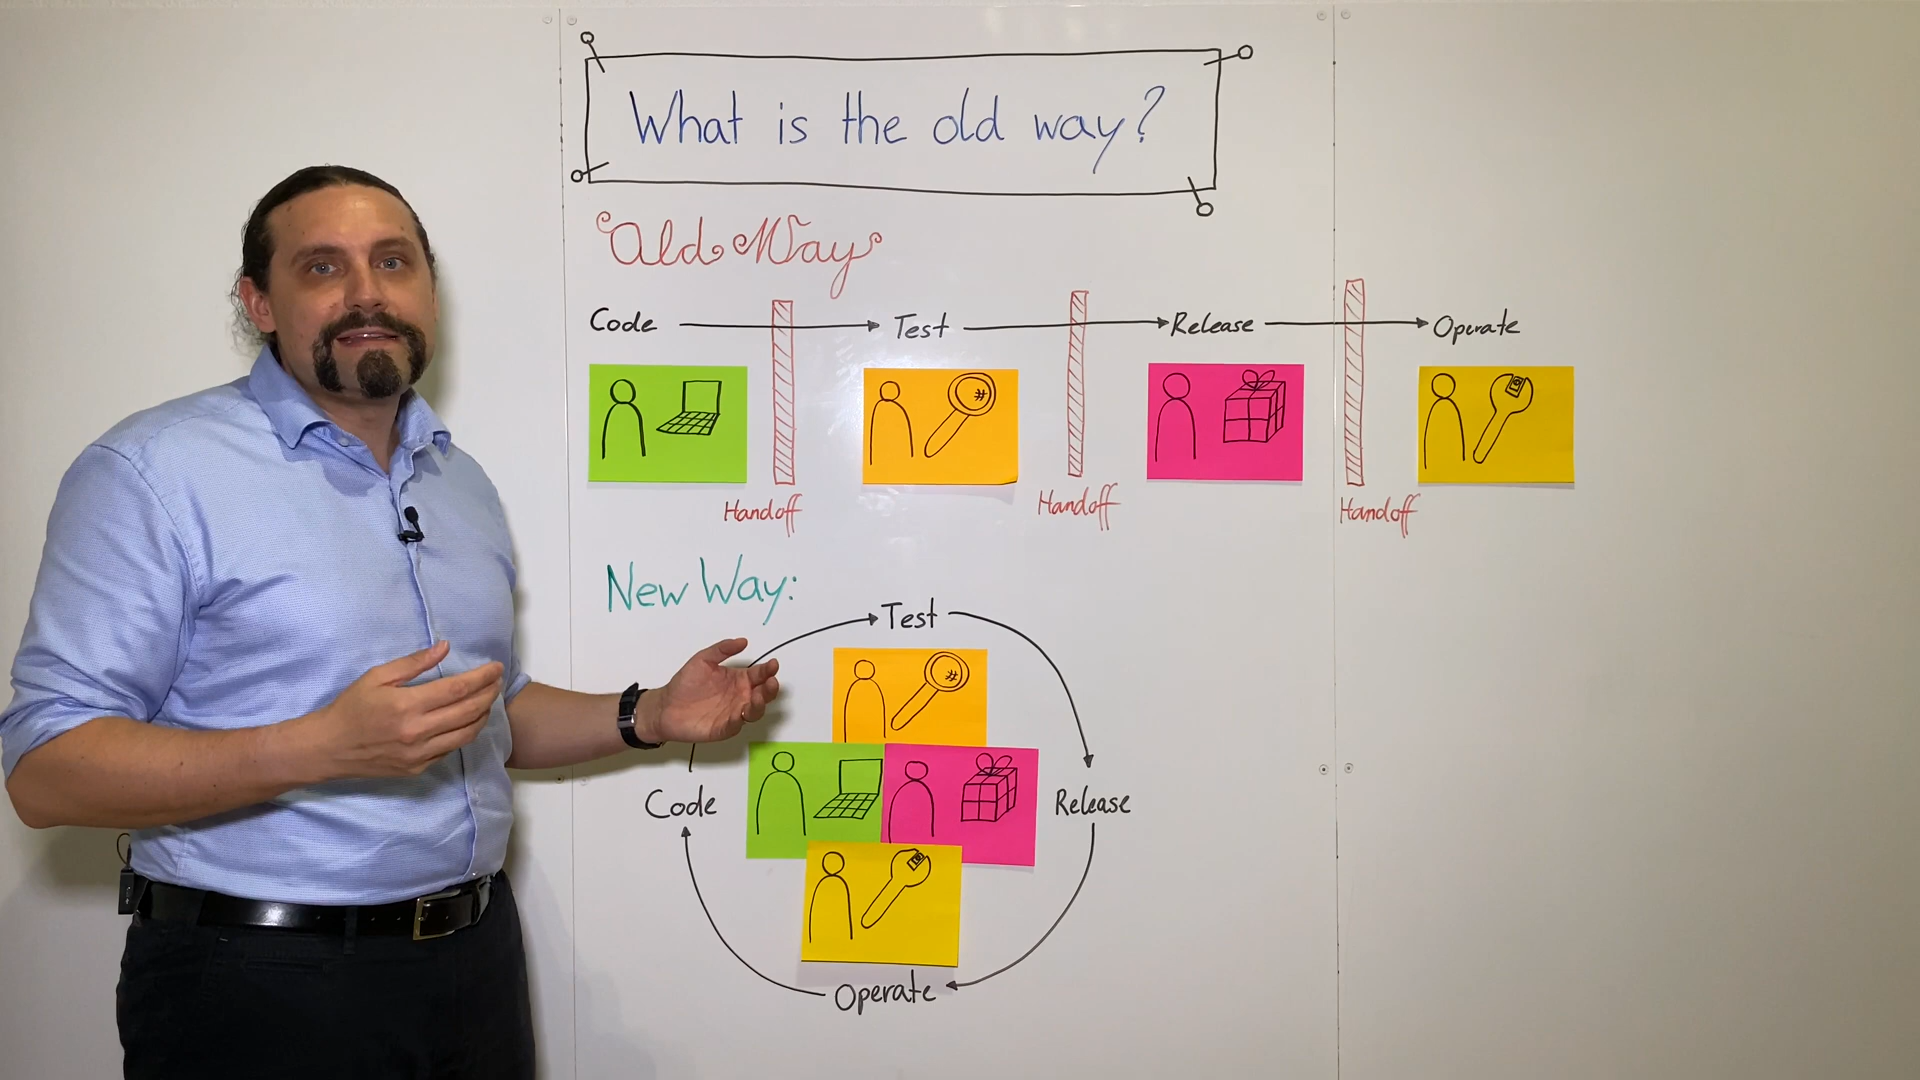 What is the old way?
Old Way
Code Test Release Operate
#
Handoff Handoff Handoff
New Way:
Test
#
Code Release
Operate